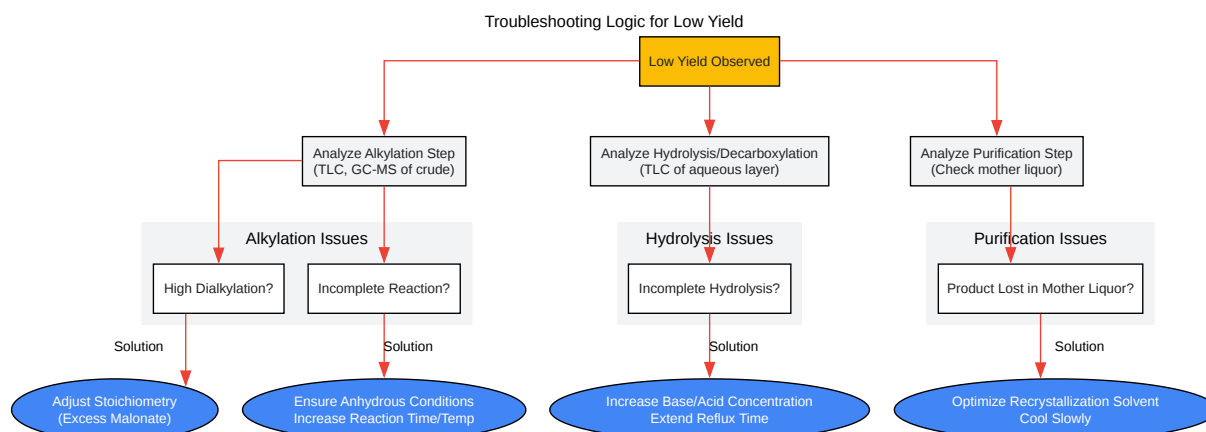 Troubleshooting Logic for Low Yield
Low Yield Observed
Analyze Alkylation Step
(TLC, GC-MS of crude)
Analyze Hydrolysis/Decarboxylation
(TLC of aqueous layer)
Analyze Purification Step
(Check mother liquor)
Alkylation Issues
Hydrolysis Issues
Purification Issues
High Dialkylation?
Incomplete Reaction?
Incomplete Hydrolysis?
Product Lost in Mother Liquor?
Solution
Solution
Solution
Solution
Adjust Stoichiometry
(Excess Malonate)
Ensure Anhydrous Conditions
Increase Reaction Time/Temp
Increase Base/Acid Concentration
Extend Reflux Time
Optimize Recrystallization Solvent
Cool Slowly